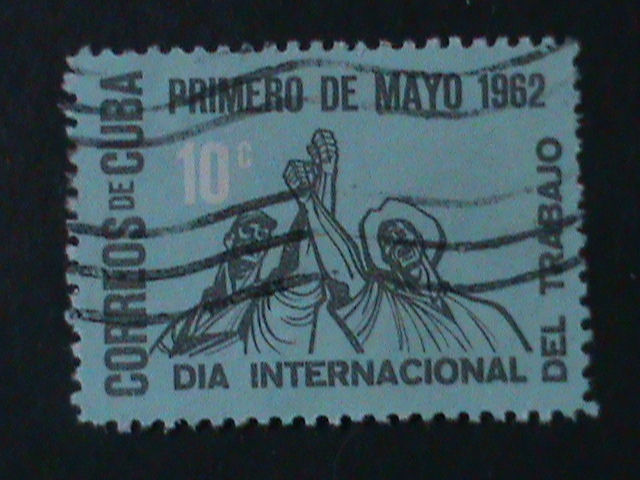 CORREOS DE CUBA
PRIMERO DE MAYO 1962
10c
DIA INTERNACIONAL
DEL TRABAJO